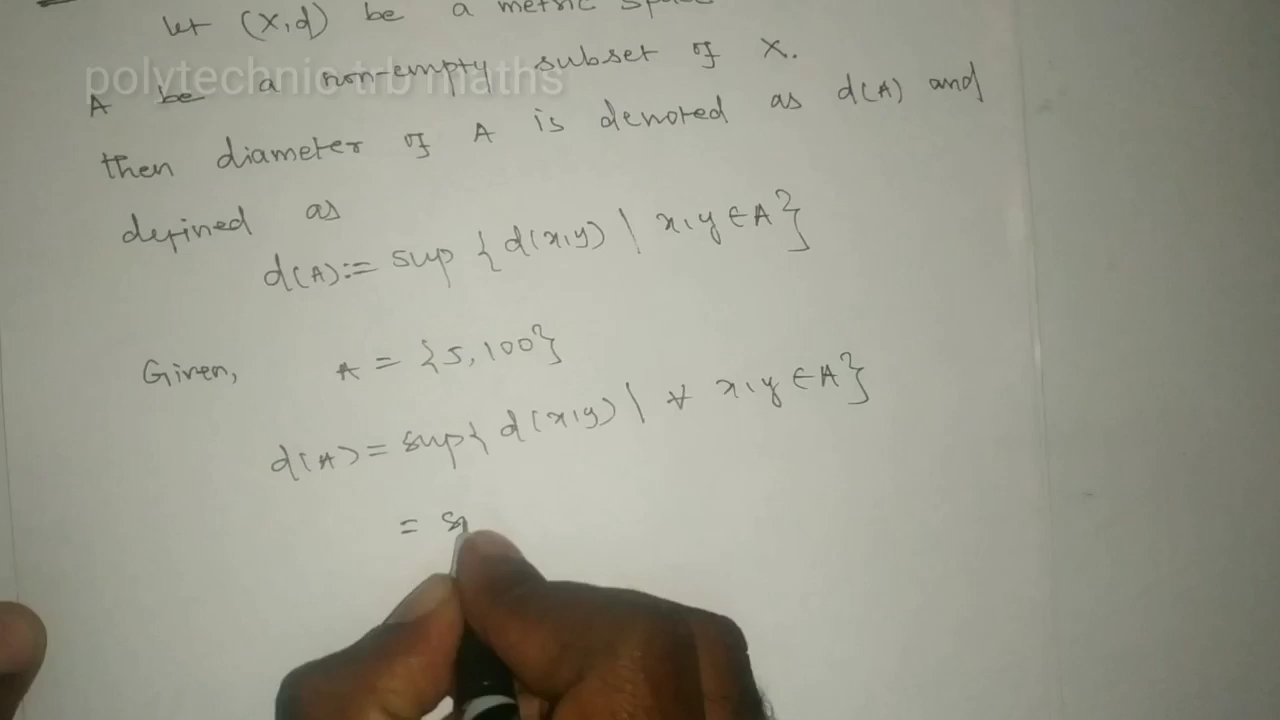 let (X,d) be a metric space
A be a non-empty subset of X.
polytechnic trb maths
then diameter of A is denoted as d(A) and
defined as
d(A):= sup { d(x,y) | x,y ∈ A }
Given, A = {5,100}
d(A) = sup{ d(x,y) | ∀ x,y ∈ A }
= s